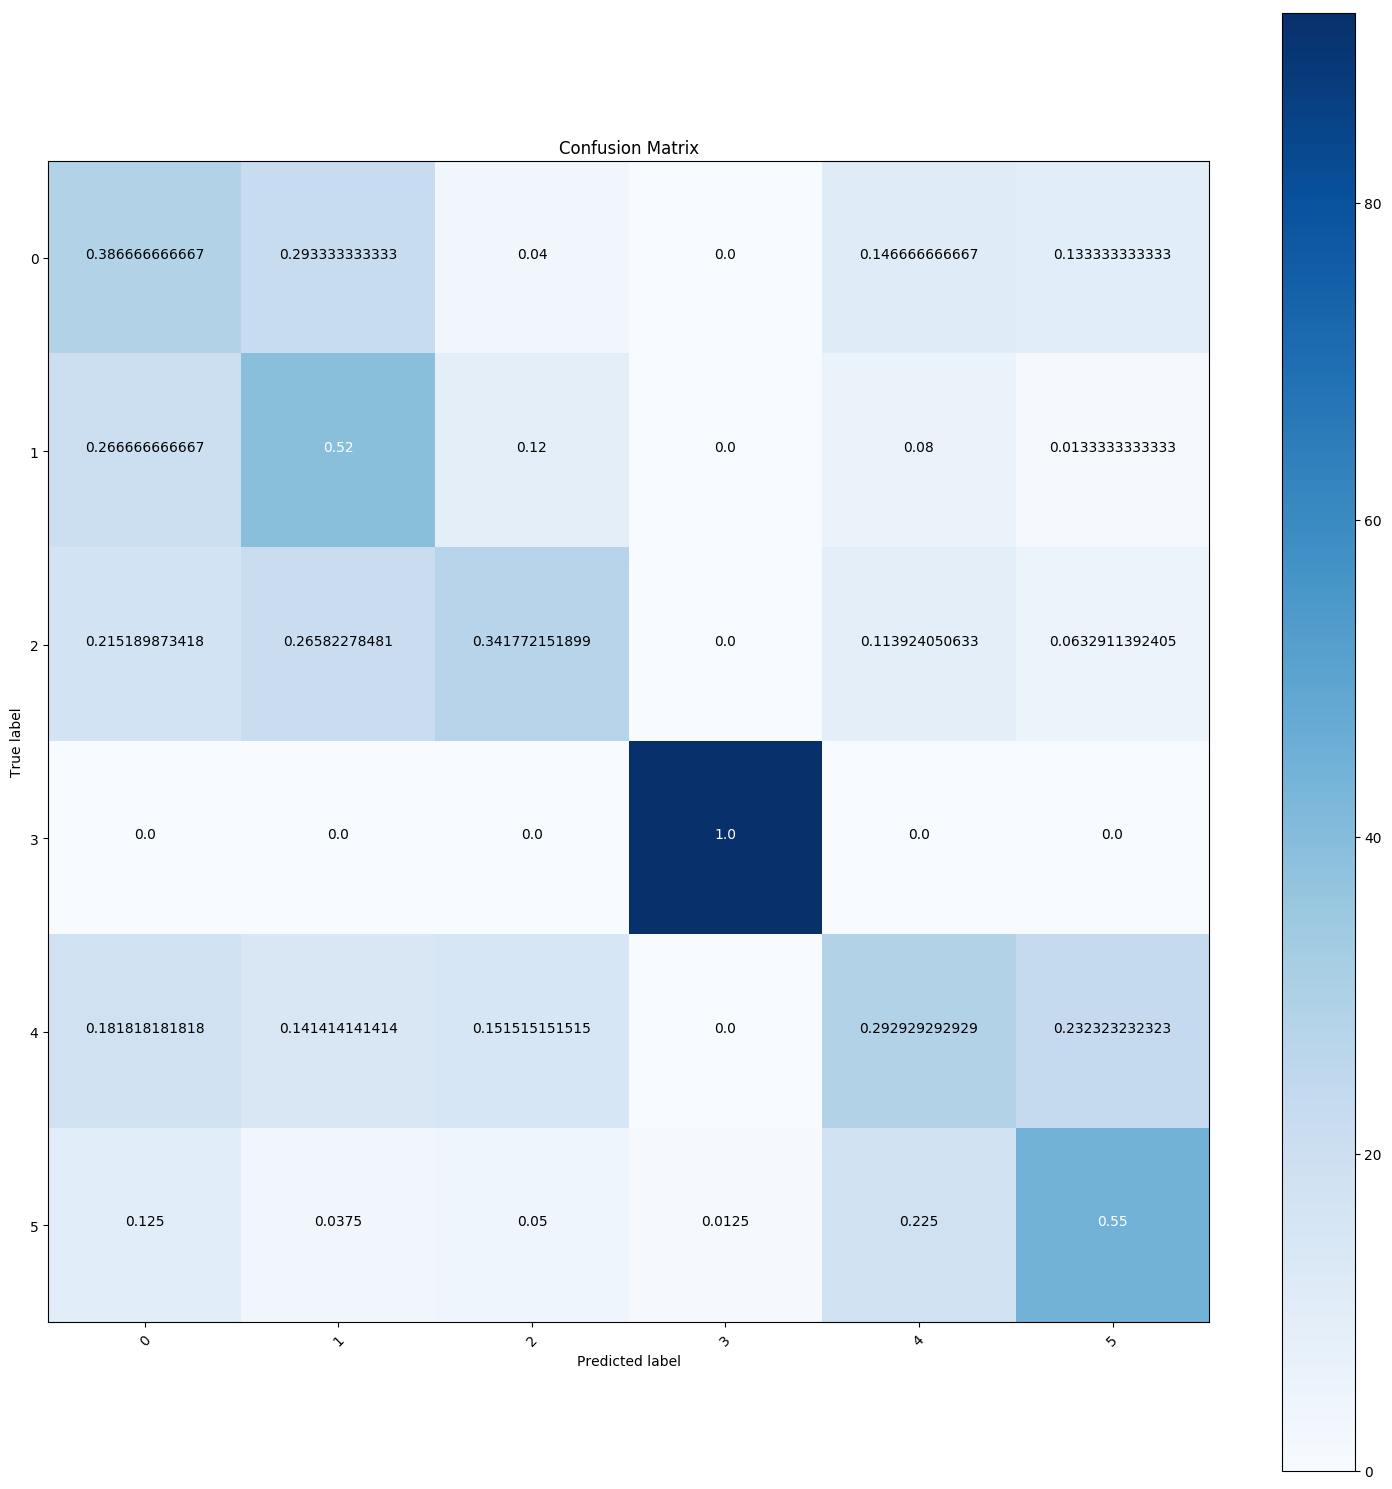 Confusion Matrix
80
0 0.386666666667 0.293333333333 0.04 0.0 0.146666666667 0.133333333333
1 0.266666666667 0.52 0.12 0.0 0.08 0.0133333333333
60
2 0.215189873418 0.26582278481 0.341772151899 0.0 0.113924050633 0.0632911392405
True label
3 0.0 0.0 0.0 1.0 0.0 0.0
40
4 0.181818181818 0.141414141414 0.151515151515 0.0 0.292929292929 0.232323232323
20
5 0.125 0.0375 0.05 0.0125 0.225 0.55
0 1 2 3 4 5
Predicted label
0